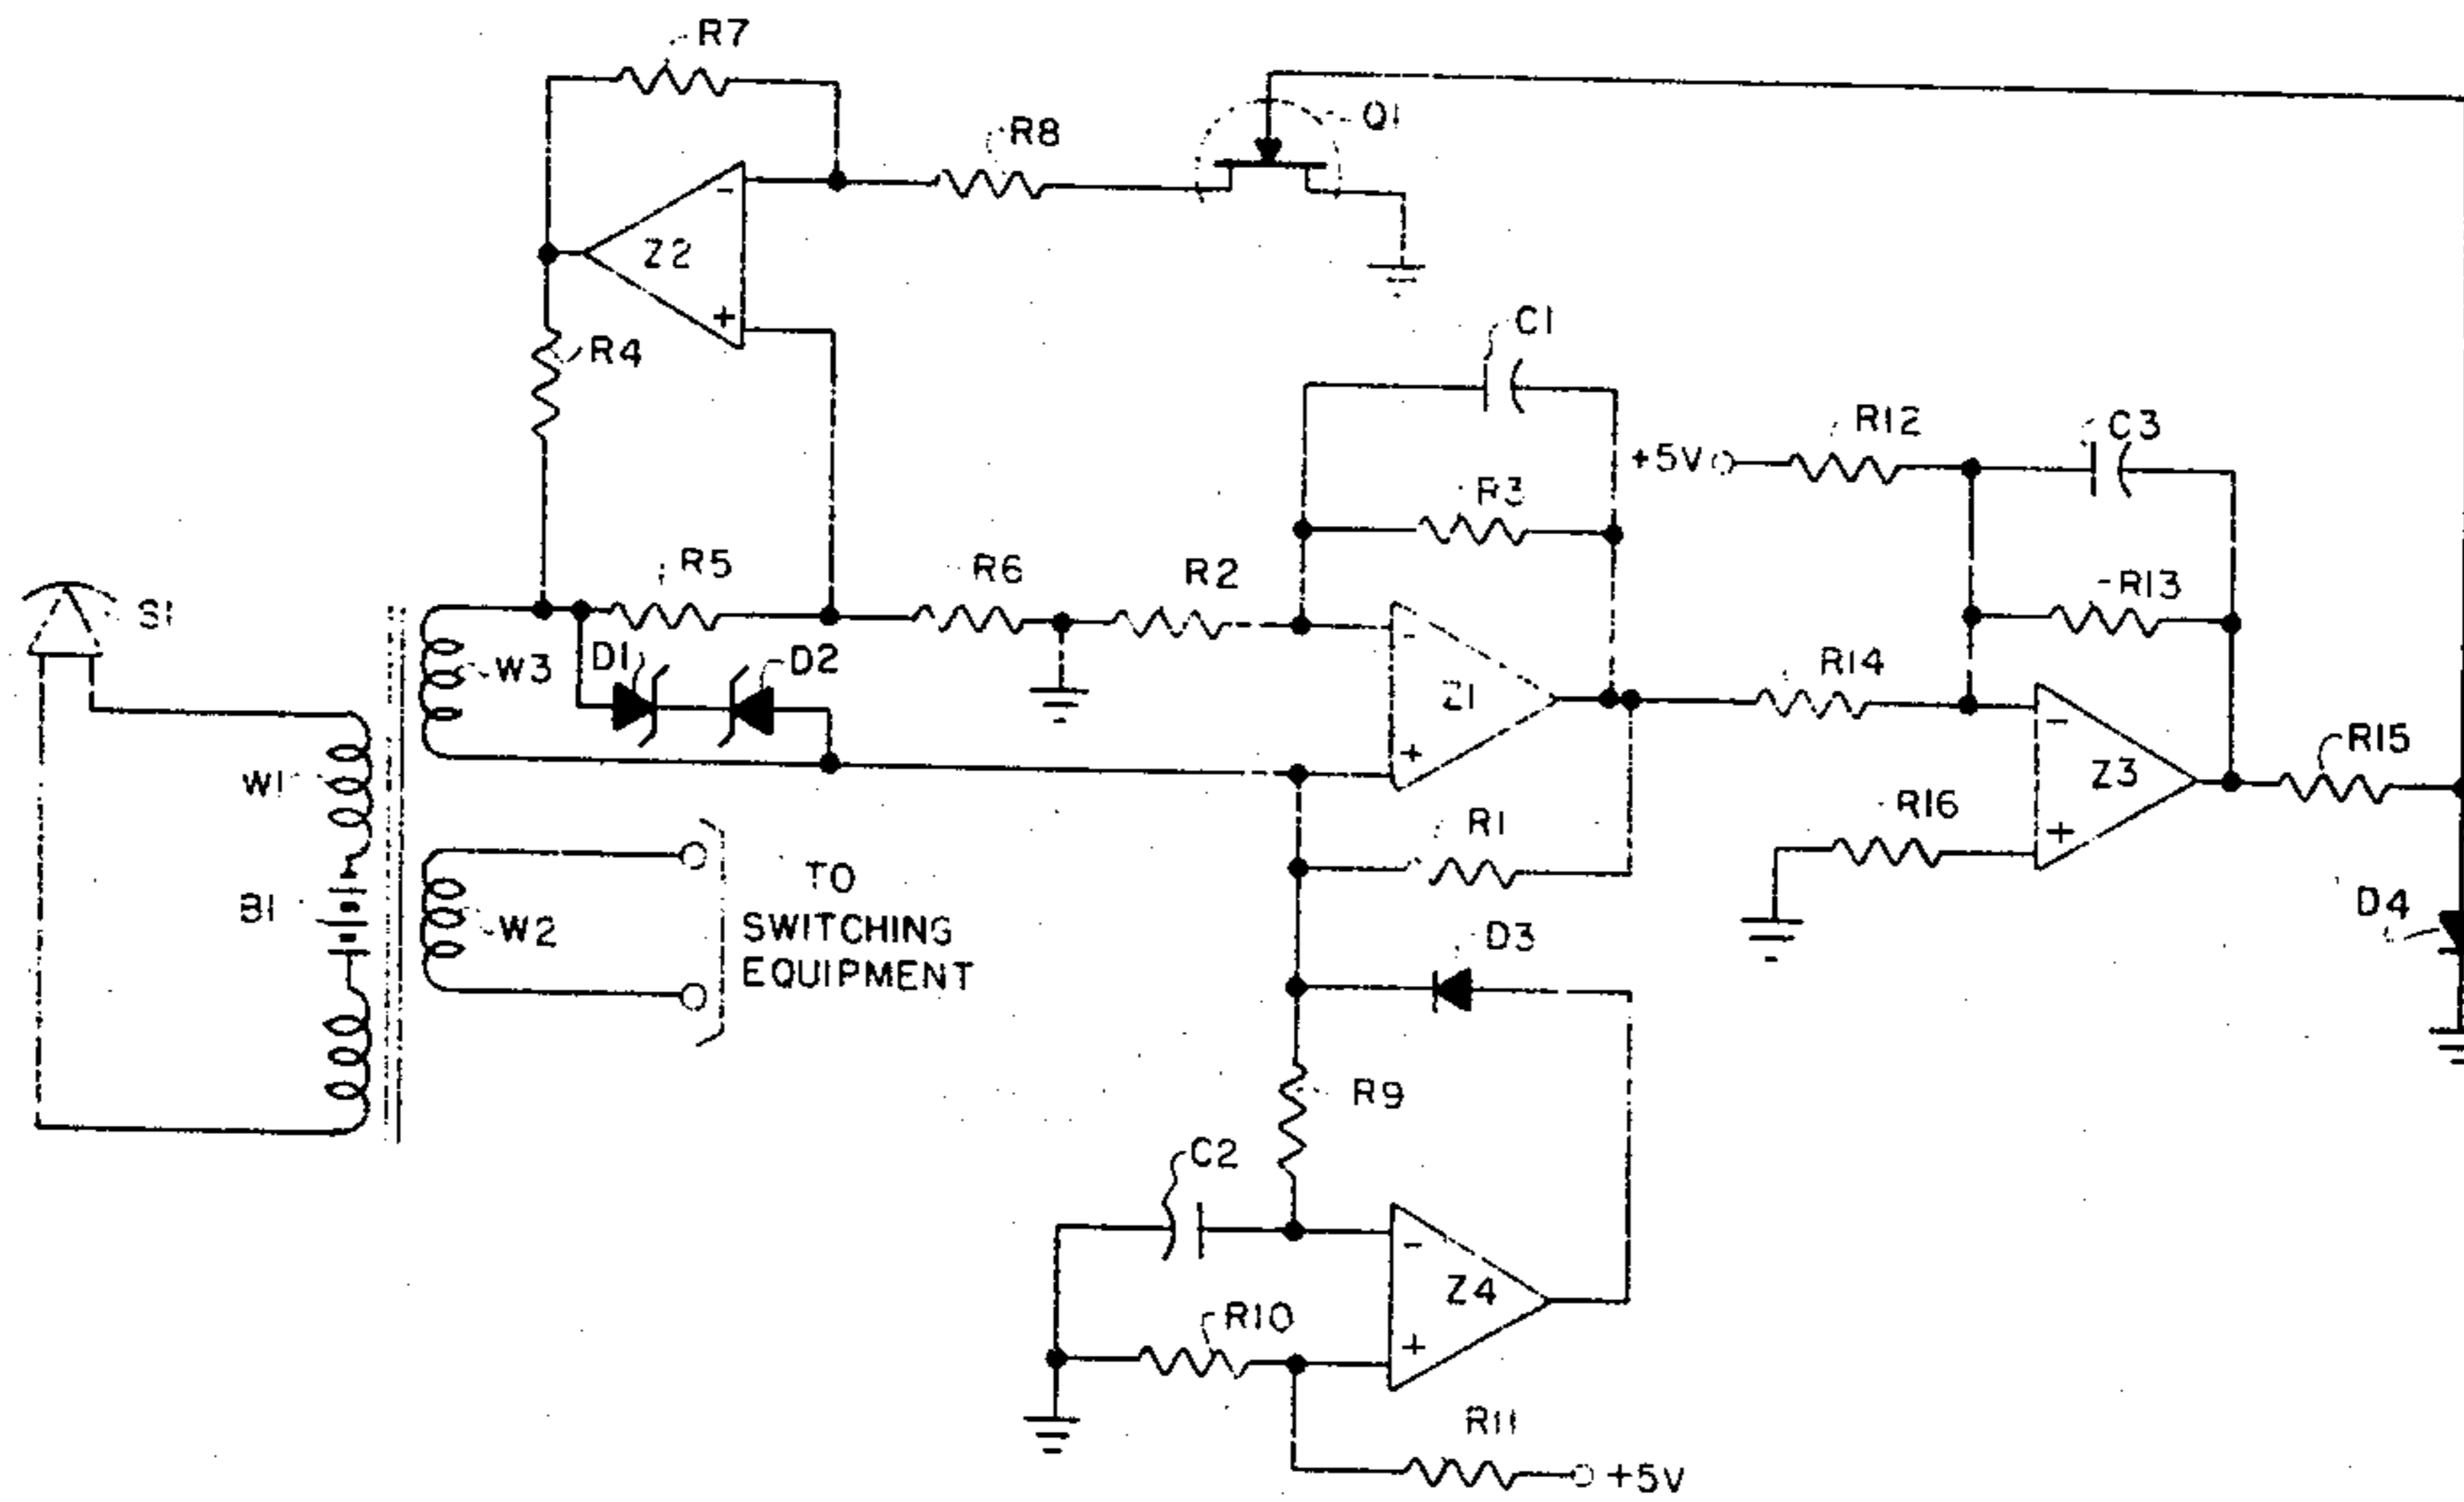 R7
Q1
R8
Z2
-
+
R4
C1
+5V
R12
C3
R3
R13
R5
R6
R2
S1
W3
D1
D2
-
Z1
+
R14
-
Z3
+
R15
W1
R16
R1
B1
W2
TO
SWITCHING
EQUIPMENT
D4
D3
R9
C2
-
Z4
+
R10
R11
+5V